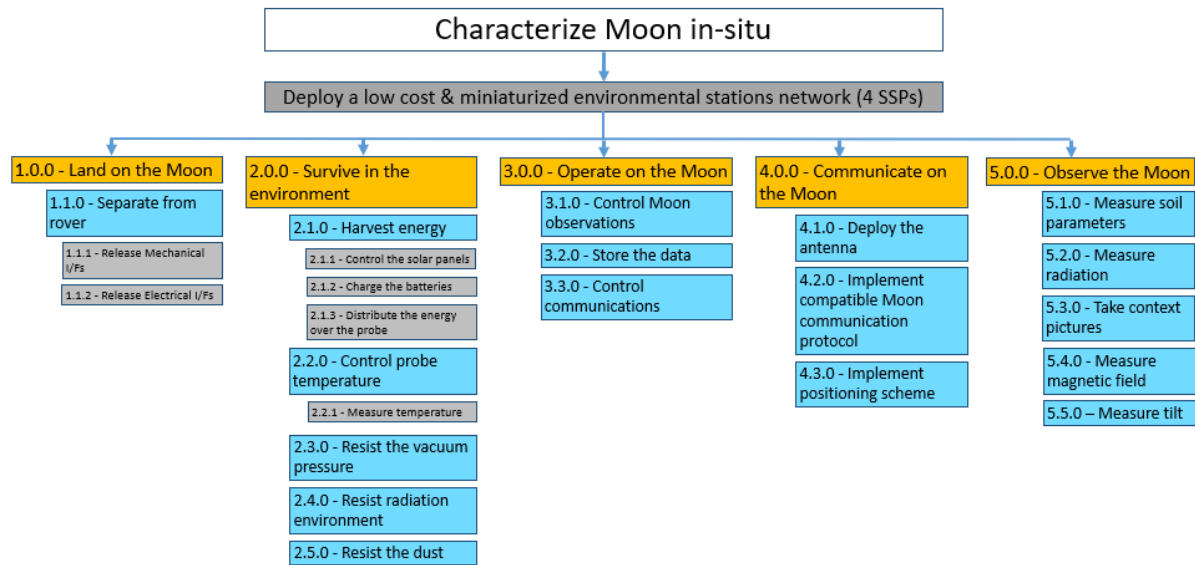 Characterize Moon in-situ
Deploy a low cost & miniaturized environmental stations network (4 SSPs)
1.0.0 - Land on the Moon
1.1.0 - Separate from
rover
1.1.1 - Release Mechanical
I/Fs
1.1.2 - Release Electrical I/Fs
2.0.0 - Survive in the
environment
2.1.0 - Harvest energy
2.1.1 - Control the solar panels
2.1.2 - Charge the batteries
2.1.3 - Distribute the energy
over the probe
2.2.0 - Control probe
temperature
2.2.1 - Measure temperature
2.3.0 - Resist the vacuum
pressure
2.4.0 - Resist radiation
environment
2.5.0 - Resist the dust
3.0.0 - Operate on the Moon
3.1.0 - Control Moon
observations
3.2.0 - Store the data
3.3.0 - Control
communications
4.0.0 - Communicate on
the Moon
4.1.0 - Deploy the
antenna
4.2.0 - Implement
compatible Moon
communication
protocol
4.3.0 - Implement
positioning scheme
5.0.0 - Observe the Moon
5.1.0 - Measure soil
parameters
5.2.0 - Measure
radiation
5.3.0 - Take context
pictures
5.4.0 - Measure
magnetic field
5.5.0 – Measure tilt